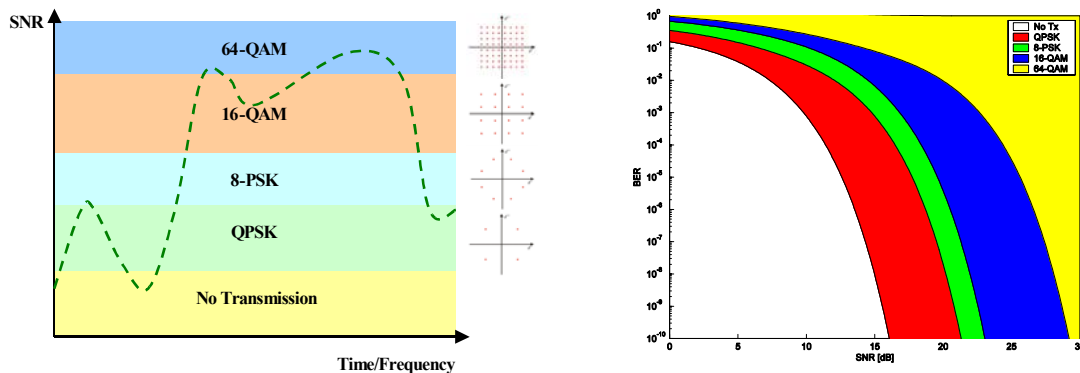 SNR
64-QAM
16-QAM
8-PSK
QPSK
No Transmission
Time/Frequency
10^0
10^-1
10^-2
10^-3
10^-4
10^-5
10^-6
10^-7
10^-8
10^-9
10^-10
BER
No Tx
QPSK
8-PSK
16-QAM
64-QAM
0 5 10 15 20 25 3
SNR [dB]